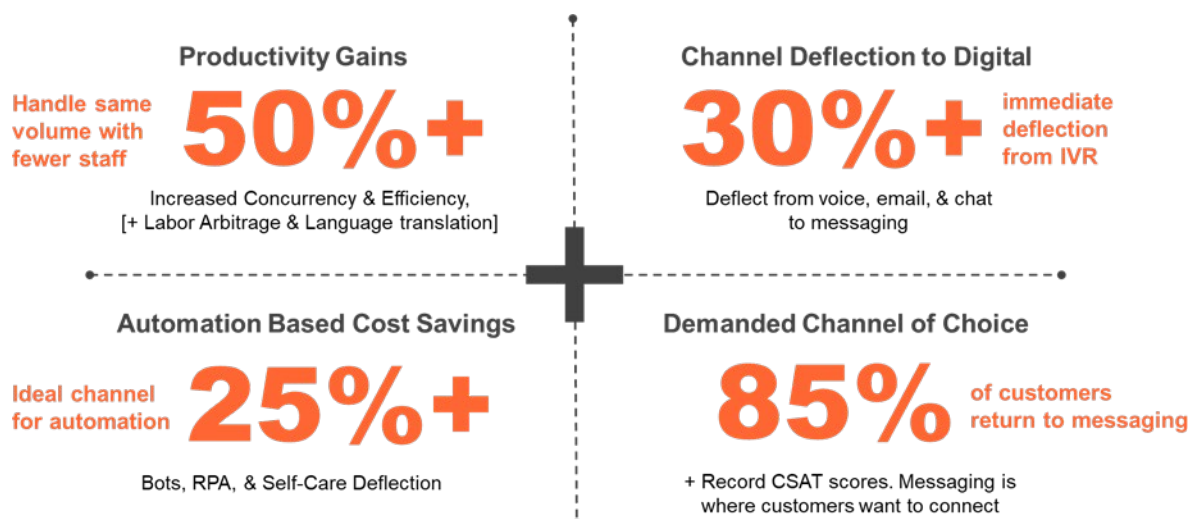 Productivity Gains
Handle same
volume with
fewer staff
50%+
Increased Concurrency & Efficiency,
[+ Labor Arbitrage & Language translation]
Channel Deflection to Digital
30%+
immediate
deflection
from IVR
Deflect from voice, email, & chat
to messaging
Automation Based Cost Savings
Ideal channel
for automation
25%+
Bots, RPA, & Self-Care Deflection
Demanded Channel of Choice
85%
of customers
return to messaging
+ Record CSAT scores. Messaging is
where customers want to connect